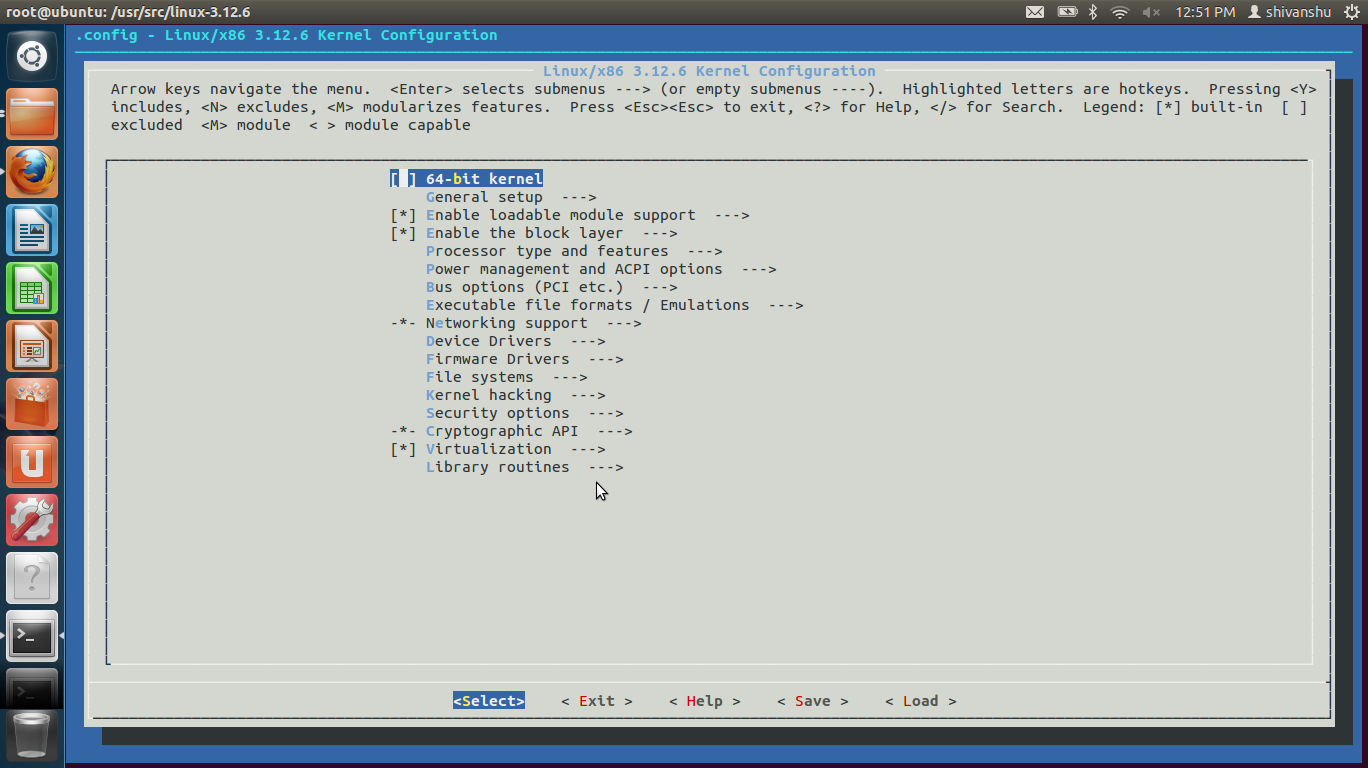 root@ubuntu: /usr/src/linux-3.12.6
12:51 PM shivanshu
.config - Linux/x86 3.12.6 Kernel Configuration
Linux/x86 3.12.6 Kernel Configuration
Arrow keys navigate the menu.  <Enter> selects submenus ---> (or empty submenus ----).  Highlighted letters are hotkeys.  Pressing <Y>
includes, <N> excludes, <M> modularizes features.  Press <Esc><Esc> to exit, <?> for Help, </> for Search.  Legend: [*] built-in  [ ]
excluded  <M> module  < > module capable
[ ] 64-bit kernel
General setup  --->
[*] Enable loadable module support  --->
[*] Enable the block layer  --->
Processor type and features  --->
Power management and ACPI options  --->
Bus options (PCI etc.)  --->
Executable file formats / Emulations  --->
-*- Networking support  --->
Device Drivers  --->
Firmware Drivers  --->
File systems  --->
Kernel hacking  --->
Security options  --->
-*- Cryptographic API  --->
[*] Virtualization  --->
Library routines  --->
<Select>    < Exit >    < Help >    < Save >    < Load >